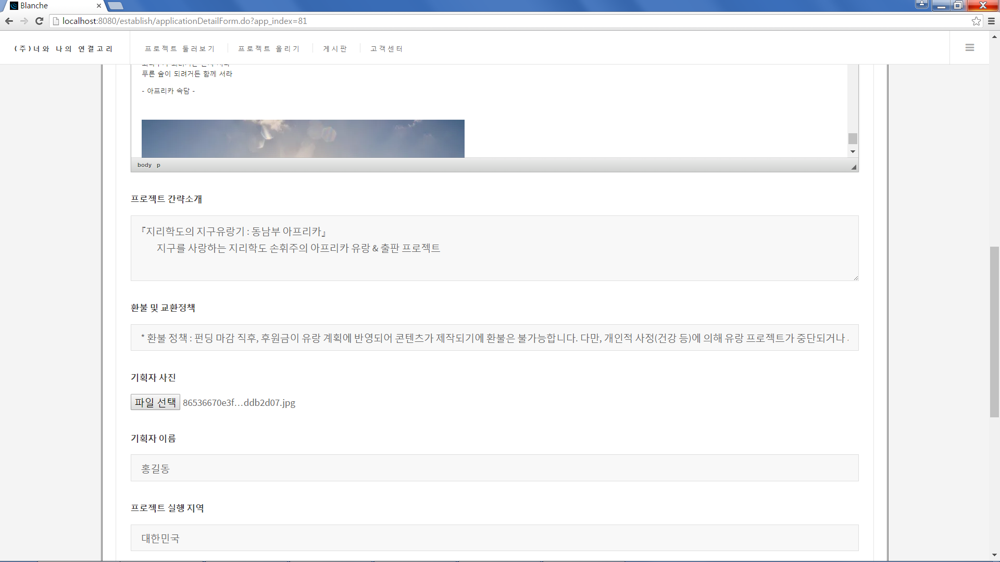 Blanche
localhost:8080/establish/applicationDetailForm.do?app_index=81
(주)너와 나의 연결고리
프로젝트 둘러보기
프로젝트 올리기
게시판
고객센터
푸른 숲이 되려거든 함께 서라
- 아프리카 속담 -
body p
프로젝트 간략소개
『지리학도의 지구유랑기 : 동남부 아프리카』
지구를 사랑하는 지리학도 손휘주의 아프리카 유랑 & 출판 프로젝트
환불 및 교환정책
* 환불 정책 : 펀딩 마감 직후, 후원금이 유랑 계획에 반영되어 콘텐츠가 제작되기에 환불은 불가능합니다. 다만, 개인적 사정(건강 등)에 의해 유랑 프로젝트가 중단되거나
기획자 사진
파일 선택 86536670e3f...ddb2d07.jpg
기획자 이름
홍길동
프로젝트 실행 지역
대한민국